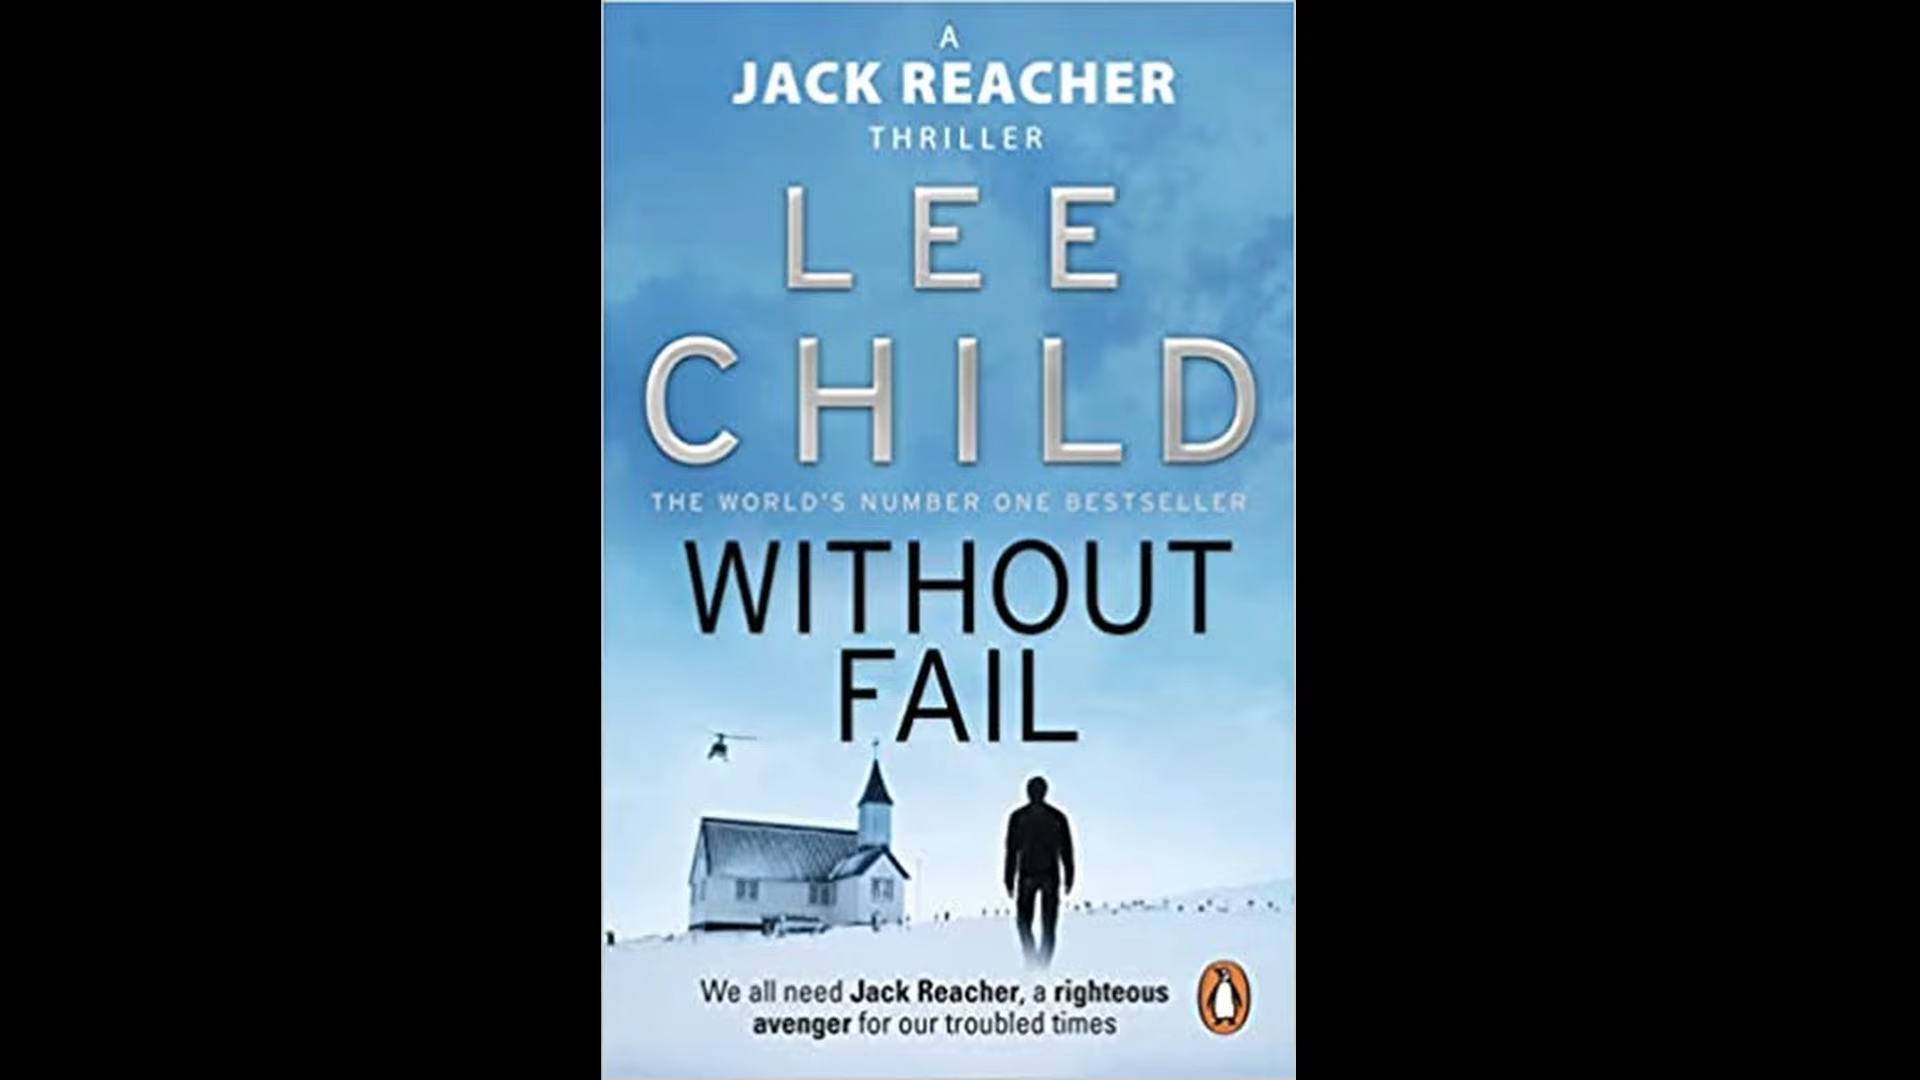 A
JACK REACHER
THRILLER
LEE
CHILD
THE WORLD'S NUMBER ONE BESTSELLER
WITHOUT
FAIL
We all need Jack Reacher, a righteous
avenger for our troubled times